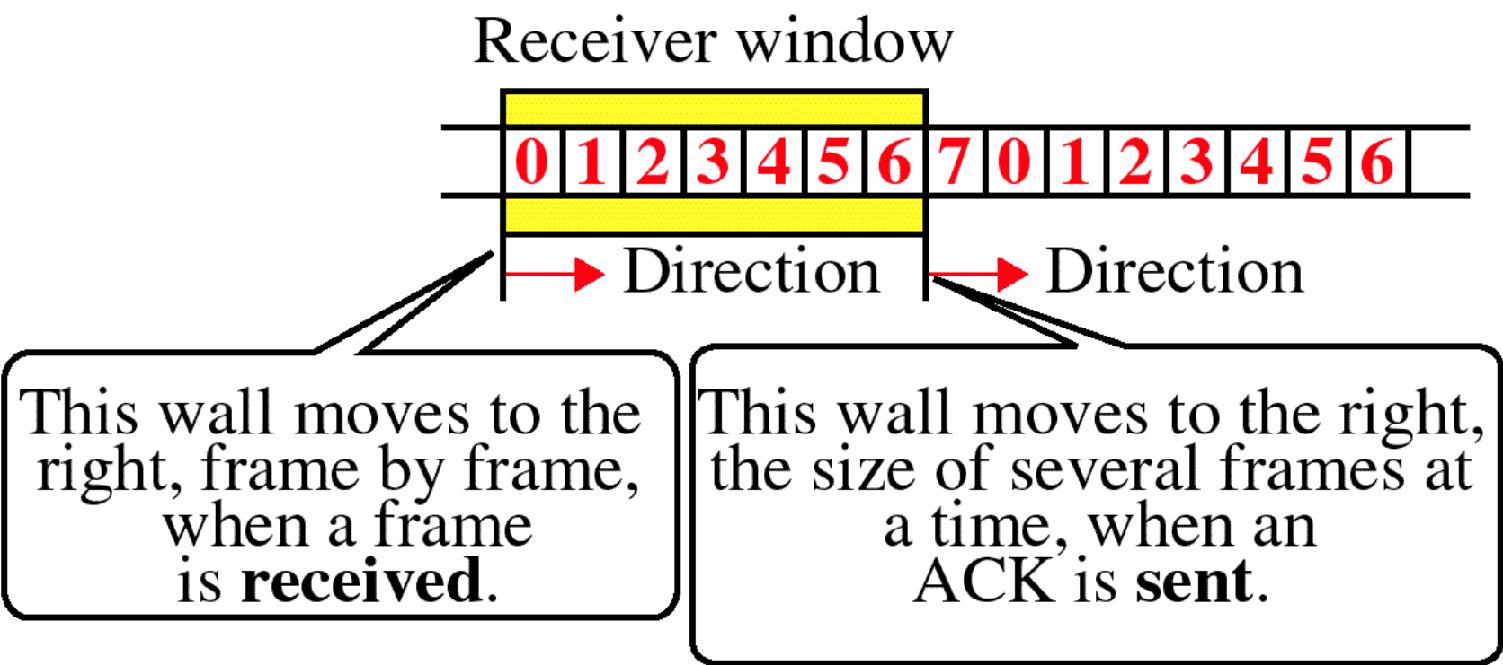 Receiver window
0 1 2 3 4 5 6 7 0 1 2 3 4 5 6
Direction Direction
This wall moves to the
right, frame by frame,
when a frame
is received.
This wall moves to the right,
the size of several frames at
a time, when an
ACK is sent.